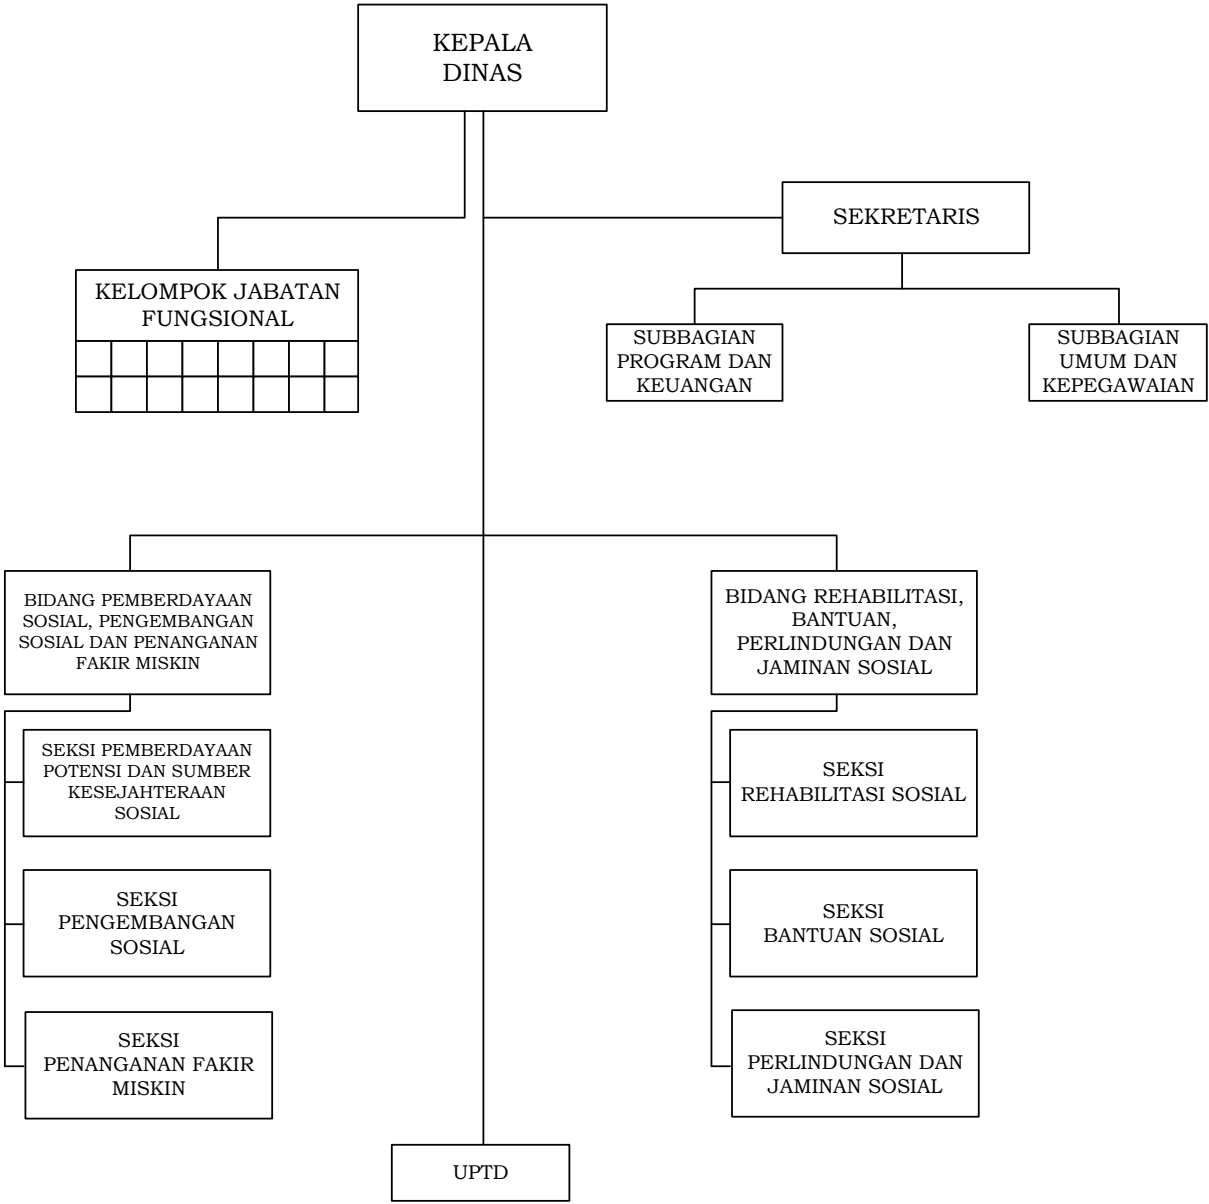 KEPALA
DINAS
SEKRETARIS
KELOMPOK JABATAN
FUNGSIONAL
SUBBAGIAN
PROGRAM DAN
KEUANGAN
SUBBAGIAN
UMUM DAN
KEPEGAWAIAN
BIDANG PEMBERDAYAAN
SOSIAL, PENGEMBANGAN
SOSIAL DAN PENANGANAN
FAKIR MISKIN
BIDANG REHABILITASI,
BANTUAN,
PERLINDUNGAN DAN
JAMINAN SOSIAL
SEKSI PEMBERDAYAAN
POTENSI DAN SUMBER
KESEJAHTERAAN
SOSIAL
SEKSI
REHABILITASI SOSIAL
SEKSI
PENGEMBANGAN
SOSIAL
SEKSI
BANTUAN SOSIAL
SEKSI
PENANGANAN FAKIR
MISKIN
SEKSI
PERLINDUNGAN DAN
JAMINAN SOSIAL
UPTD